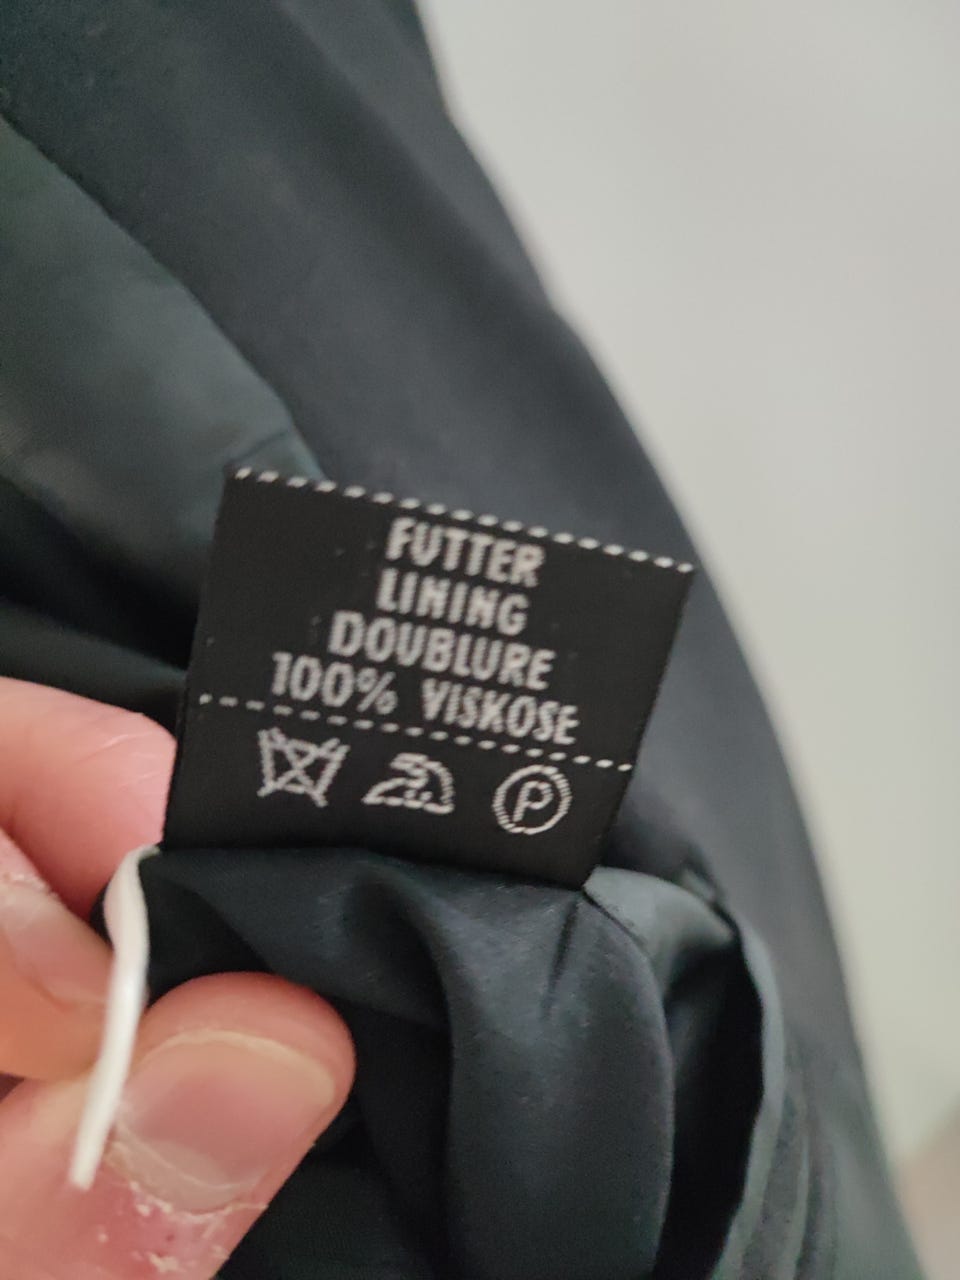 FUTTER
LINING
DOUBLURE
100% VISKOSE
P